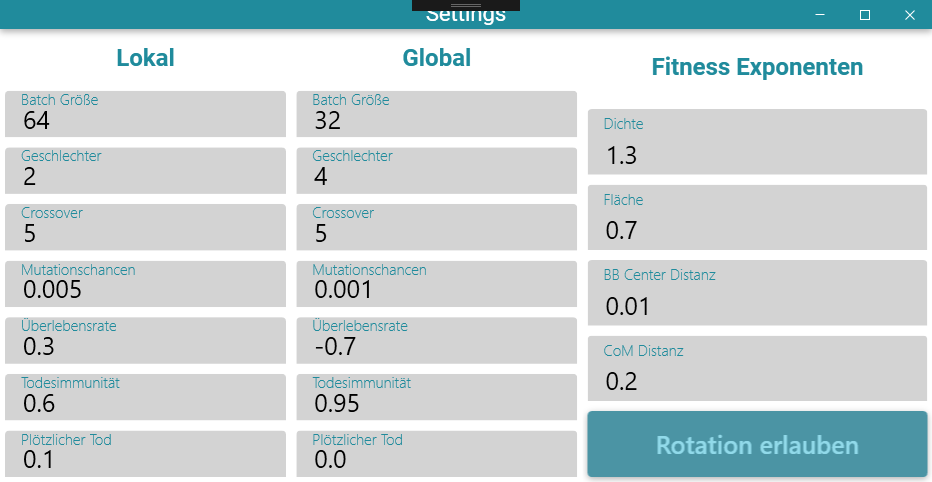 Settings
Lokal
Batch Größe
64
Geschlechter
2
Crossover
5
Mutationschancen
0.005
Überlebensrate
0.3
Todesimmunität
0.6
Plötzlicher Tod
0.1
Global
Batch Größe
32
Geschlechter
4
Crossover
5
Mutationschancen
0.001
Überlebensrate
-0.7
Todesimmunität
0.95
Plötzlicher Tod
0.0
Fitness Exponenten
Dichte
1.3
Fläche
0.7
BB Center Distanz
0.01
CoM Distanz
0.2
Rotation erlauben